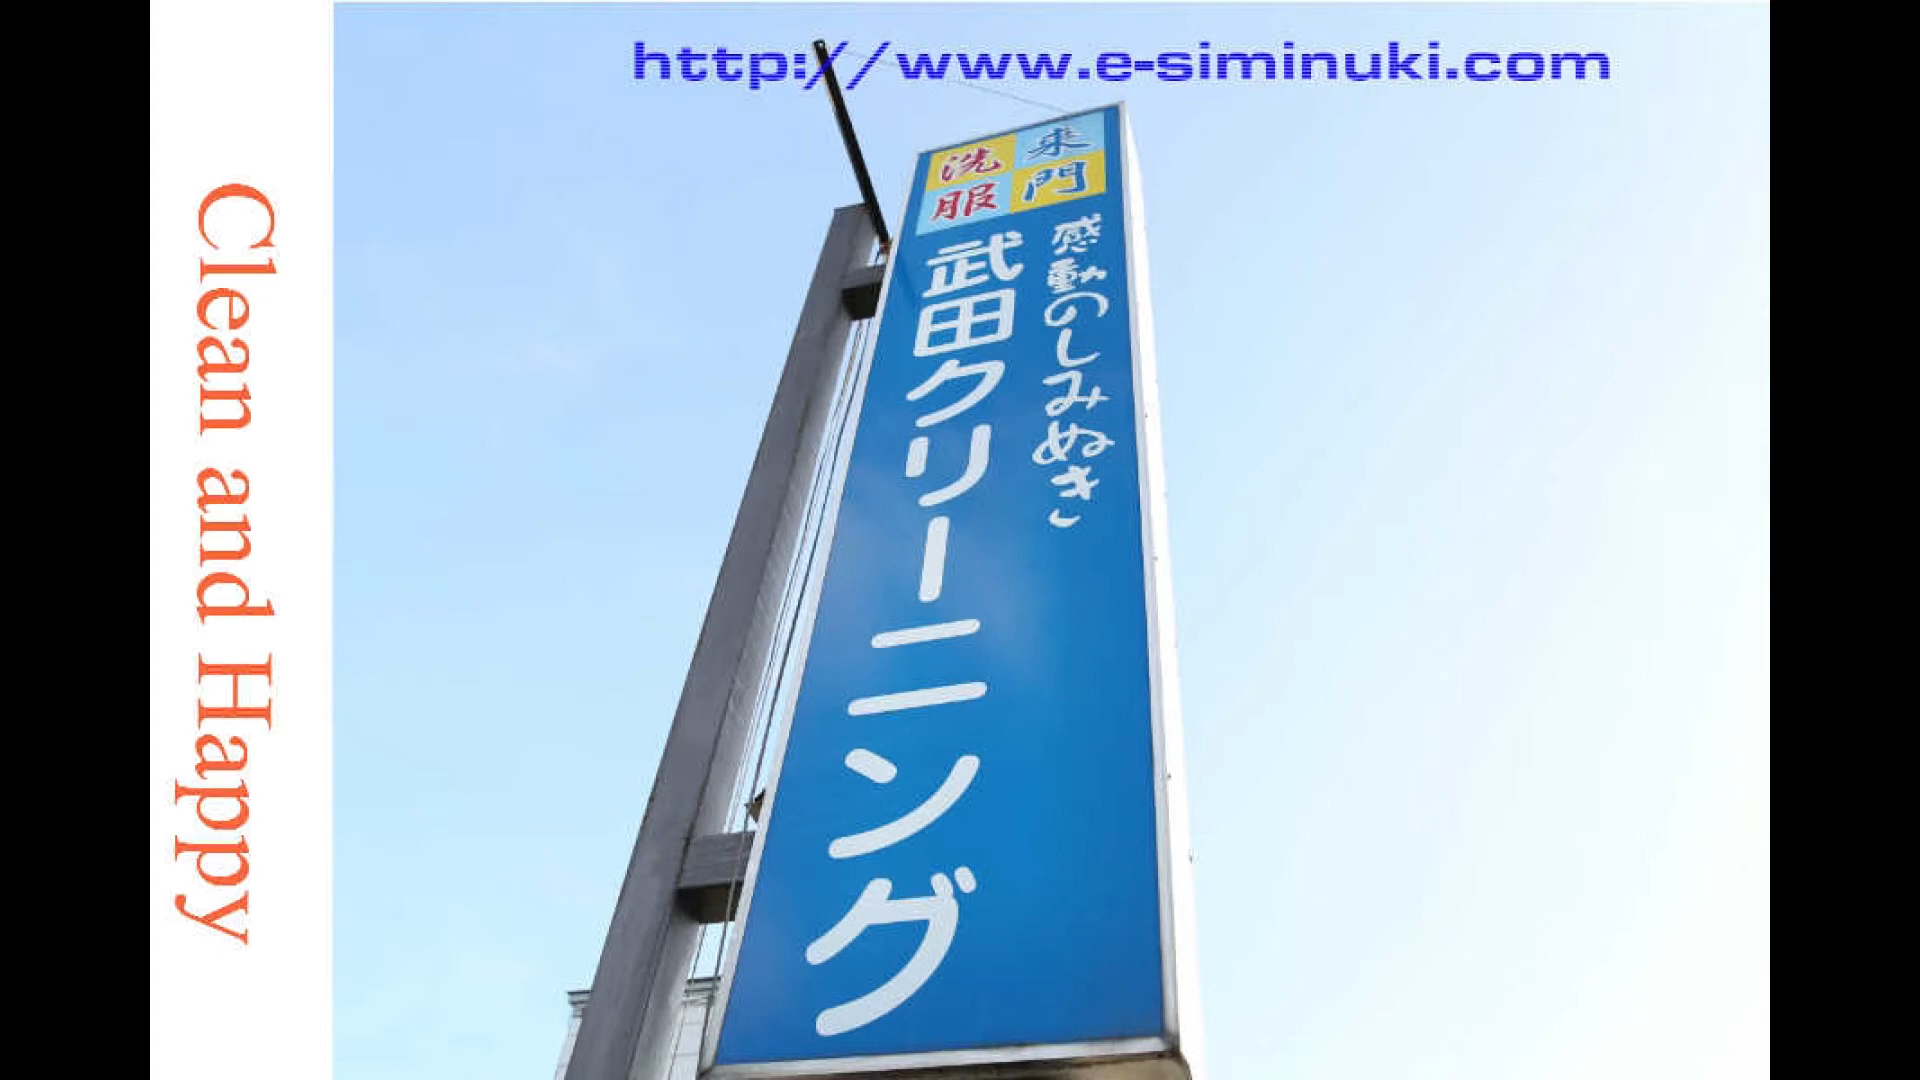 http://www.e-siminuki.com
Clean and Happy
来門
洗服
感動のしみぬき
武田クリーニング